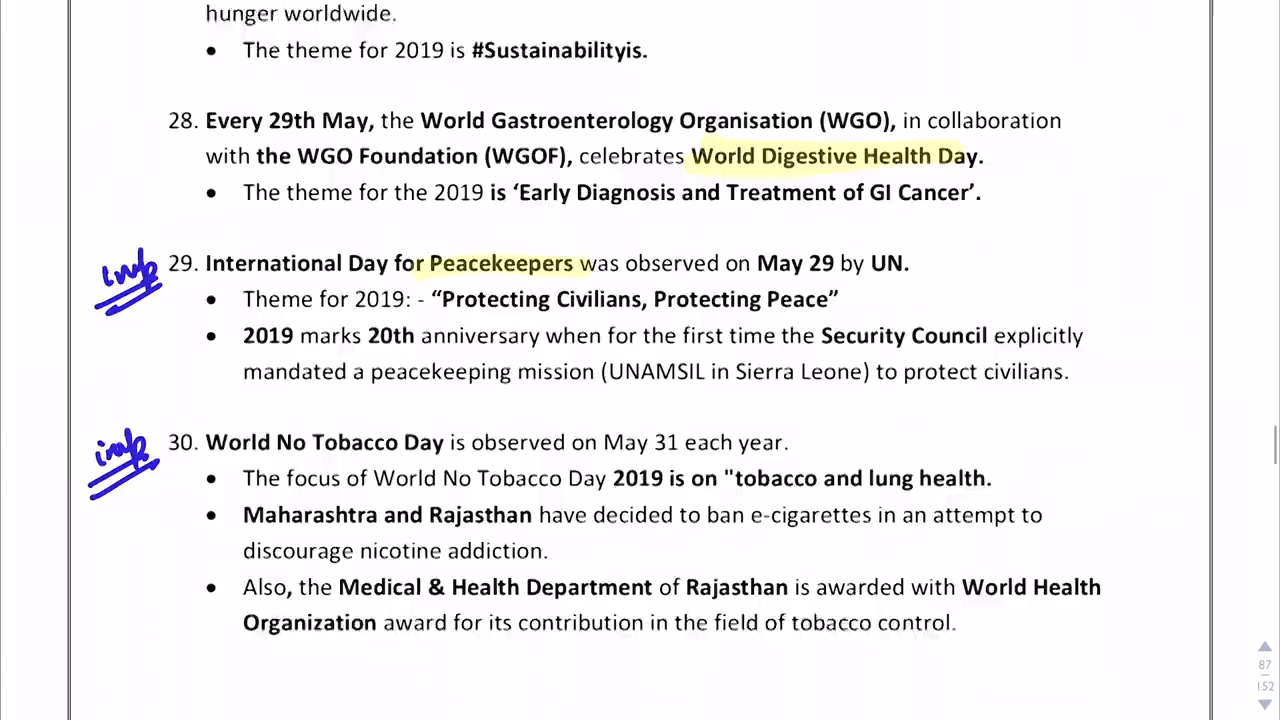 hunger worldwide.
• The theme for 2019 is #Sustainabilityis.
28. Every 29th May, the World Gastroenterology Organisation (WGO), in collaboration
with the WGO Foundation (WGOF), celebrates World Digestive Health Day.
• The theme for the 2019 is ‘Early Diagnosis and Treatment of GI Cancer’.
imp 29. International Day for Peacekeepers was observed on May 29 by UN.
• Theme for 2019: - “Protecting Civilians, Protecting Peace”
• 2019 marks 20th anniversary when for the first time the Security Council explicitly
mandated a peacekeeping mission (UNAMSIL in Sierra Leone) to protect civilians.
imp 30. World No Tobacco Day is observed on May 31 each year.
• The focus of World No Tobacco Day 2019 is on "tobacco and lung health.
• Maharashtra and Rajasthan have decided to ban e-cigarettes in an attempt to
discourage nicotine addiction.
• Also, the Medical & Health Department of Rajasthan is awarded with World Health
Organization award for its contribution in the field of tobacco control.
87
152